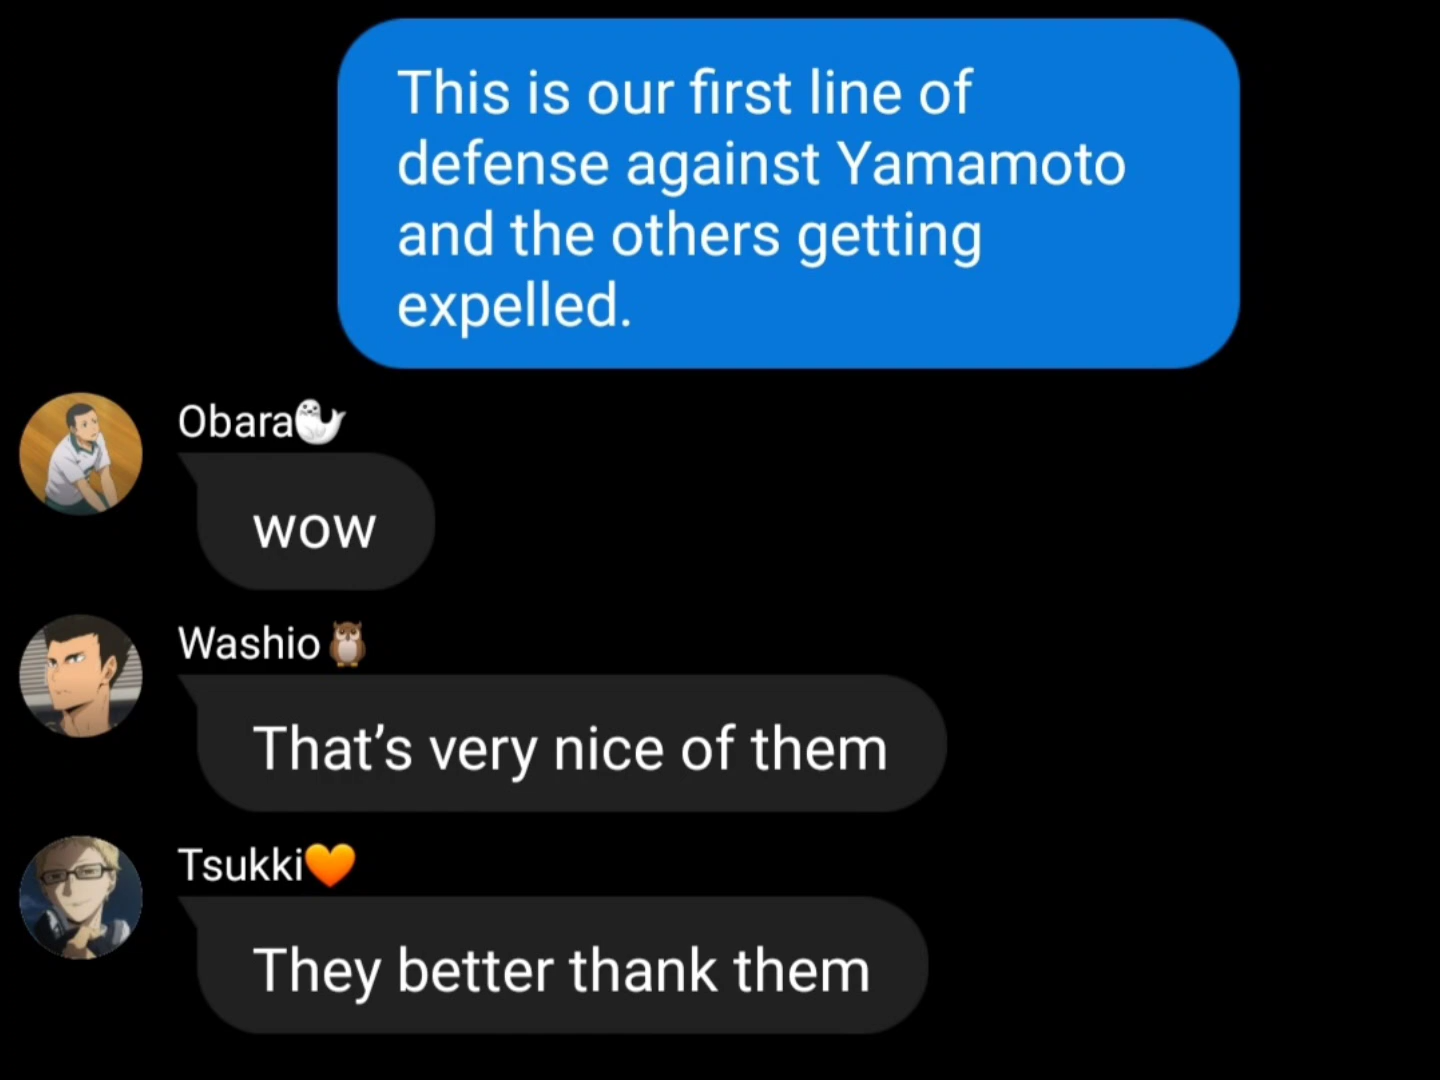 This is our first line of
defense against Yamamoto
and the others getting
expelled.
Obara🦭
wow
Washio🦉
That’s very nice of them
Tsukki🧡
They better thank them